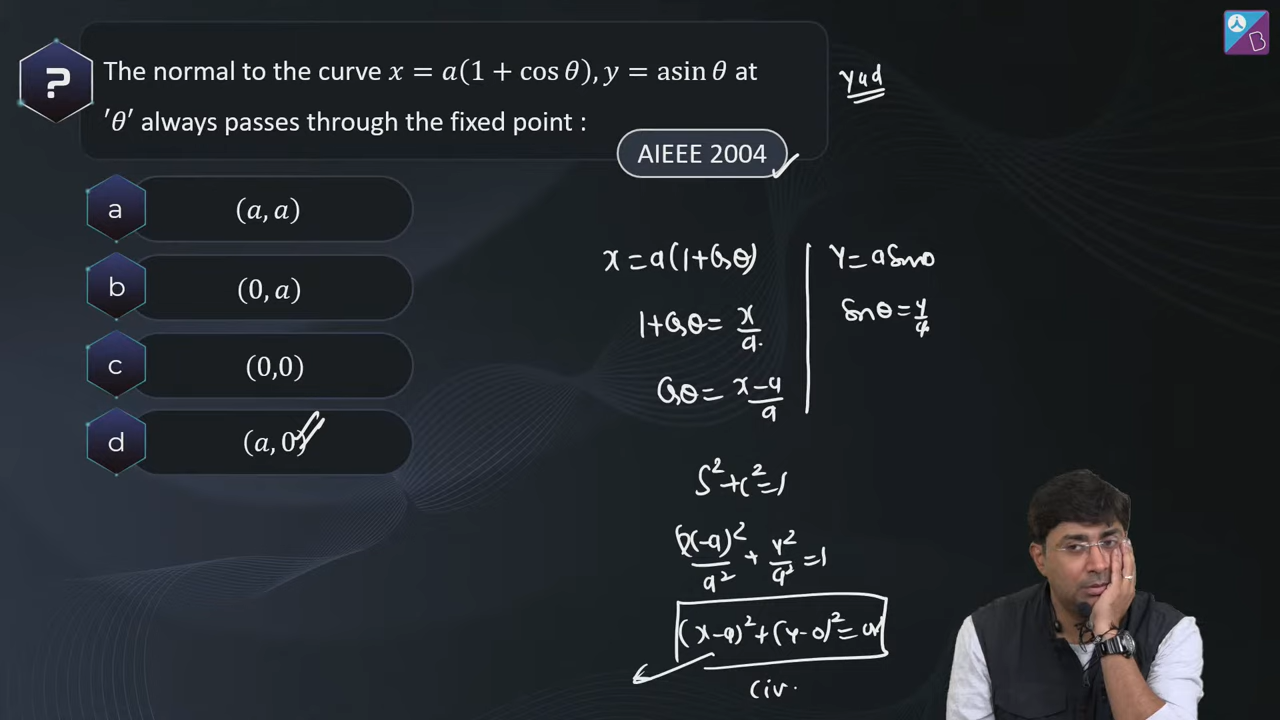 ?
The normal to the curve x = a(1 + cos θ), y = asin θ at
′θ′ always passes through the fixed point :
AIEEE 2004
a (a, a)
b (0, a)
c (0,0)
d (a, 0)
x = a(1+Cosθ)
1+Cosθ = x/a
Cosθ = x-a/a
y = a Sinθ
Sinθ = y/a
S²+C²=1
(x-a)²/a² + y²/a² = 1
(x-a)²+(y-0)² =
Cir.
B